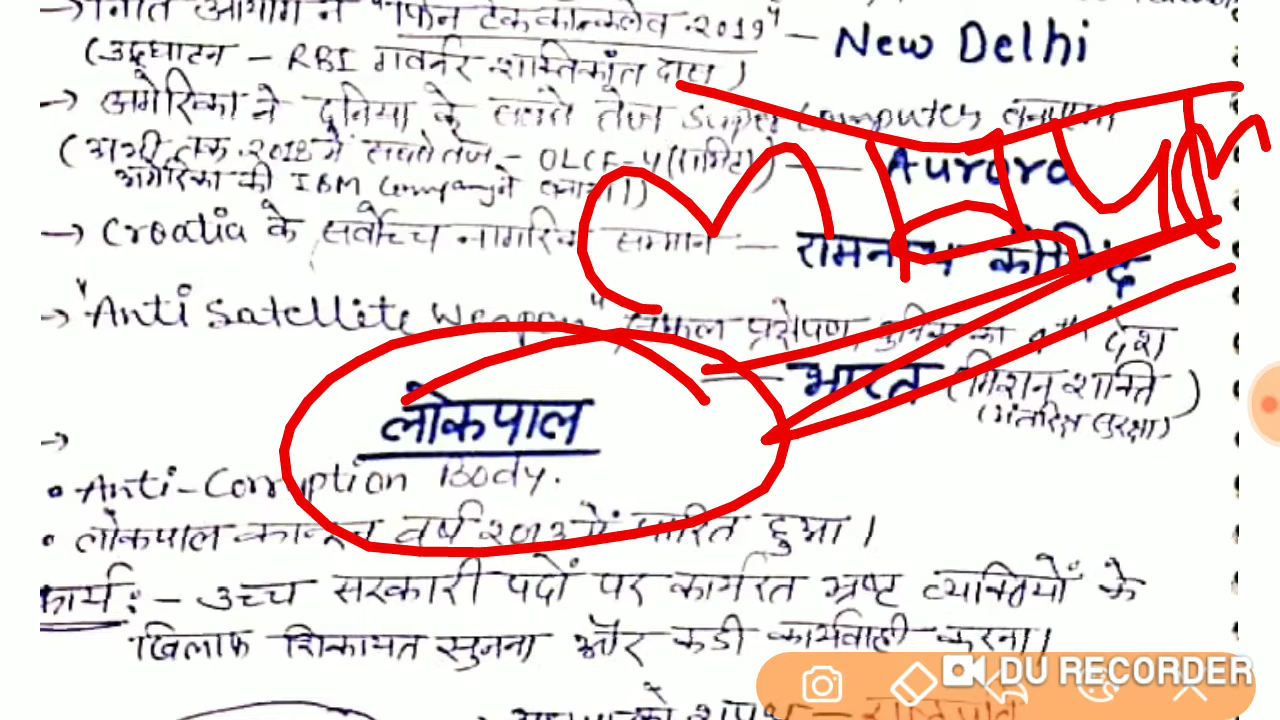 → नीति आयोग ने "फिन टेक कॉन्क्लेव.२०१९" — New Delhi
(उद्घाटन – RBI गवर्नर शक्तिकांत दास)
→ अमेरिका ने दुनिया के सबसे तेज Super Computer बनाएगा
(अभी तक 2018 में सबसे तेज – OLCF-4 (समिट)) — Aurora
अमेरिका की IBM Company ने बनाया।)
→ Croatia के सर्वोच्च नागरिक सम्मान — रामनाथ कोविंद
→ "Anti Satellite Weapon" सफल प्रक्षेपण, दुनिया का देश
— भारत (मिशन शक्ति)
(अंतरिक्ष सुरक्षा)
→ लोकपाल
• Anti-Corruption Body.
• लोकपाल कानून वर्ष २०१३ में पारित हुआ।
कार्य:– उच्च सरकारी पदों पर कार्यरत भ्रष्ट व्यक्तियों के
खिलाफ शिकायत सुनना और कडी कार्यवाही करना।
DU RECORDER